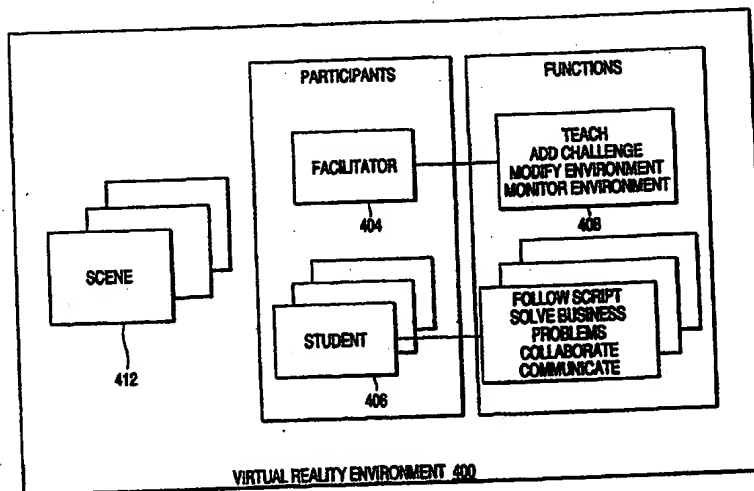 PARTICIPANTS
FUNCTIONS
FACILITATOR
404
TEACH
ADD CHALLENGE
MODIFY ENVIRONMENT
MONITOR ENVIRONMENT
408
SCENE
412
STUDENT
406
FOLLOW SCRIPT
SOLVE BUSINESS
PROBLEMS
COLLABORATE
COMMUNICATE
VIRTUAL REALITY ENVIRONMENT 400